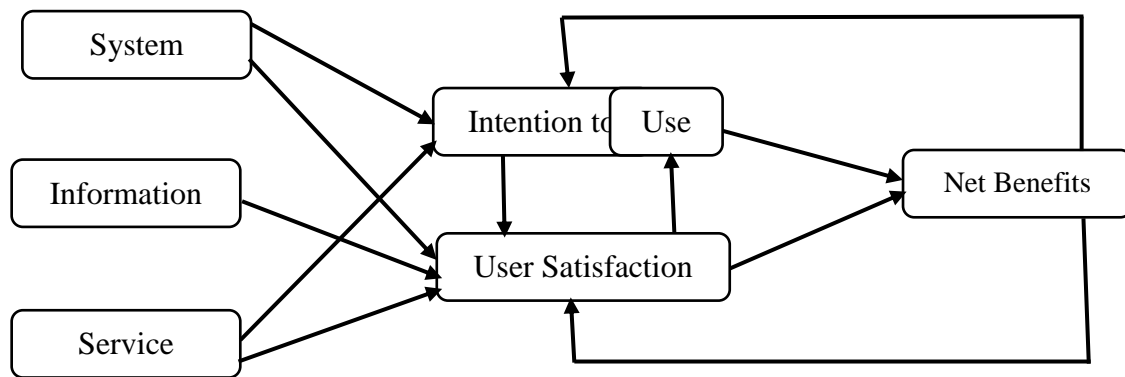 System
Intention to
Use
Information
Net Benefits
User Satisfaction
Service